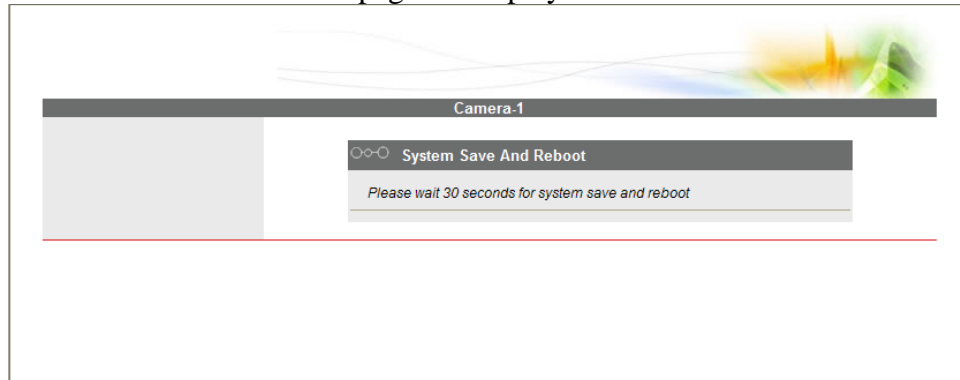 Camera-1
System Save And Reboot
Please wait 30 seconds for system save and reboot